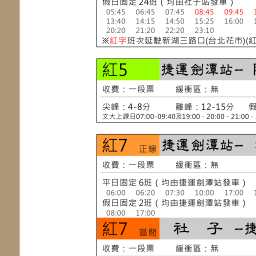 假日固定24班（均由社子站發車）
05:45 06:45 07:45 08:45 09:45
13:40 14:15 14:50 15:25 16:00
20:20 21:20 22:20 23:10
※紅字班次延駛新湖三路口(台北花市)(紅
紅5 捷運劍潭站--
收費：一段票 緩衝區：無
尖峰：4-8分 離峰：12-15分
文大上課日07:00-09:40及19:00、20:00、21:00、
紅7 正線 捷運劍潭站--
收費：一段票 緩衝區：無
平日固定6班（均由捷運劍潭站發車）
06:00 06:20 07:30 10:00 17:00
假日固定2班（均由捷運劍潭站發車）
08:00 17:00
紅7 區間 社 子 --捷
收費：一段票 緩衝區：無